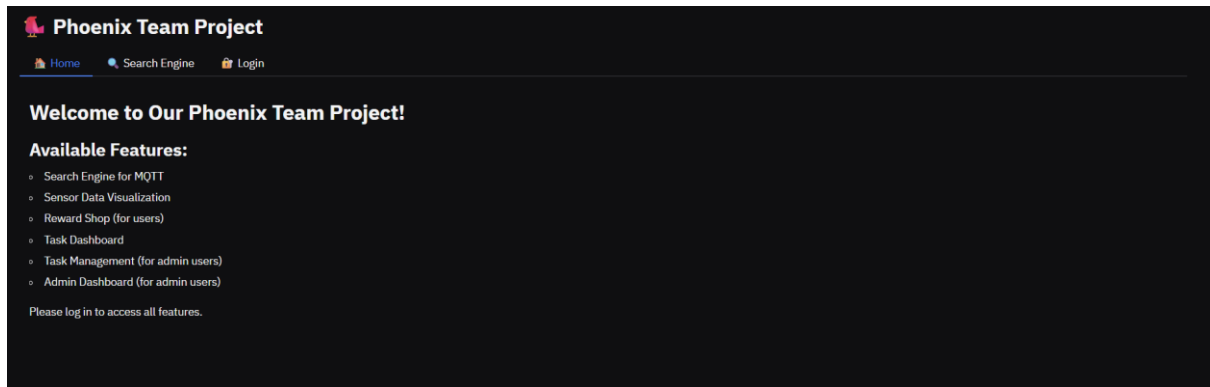 Phoenix Team Project
Home Search Engine Login
Welcome to Our Phoenix Team Project!
Available Features:
Search Engine for MQTT
Sensor Data Visualization
Reward Shop (for users)
Task Dashboard
Task Management (for admin users)
Admin Dashboard (for admin users)
Please log in to access all features.